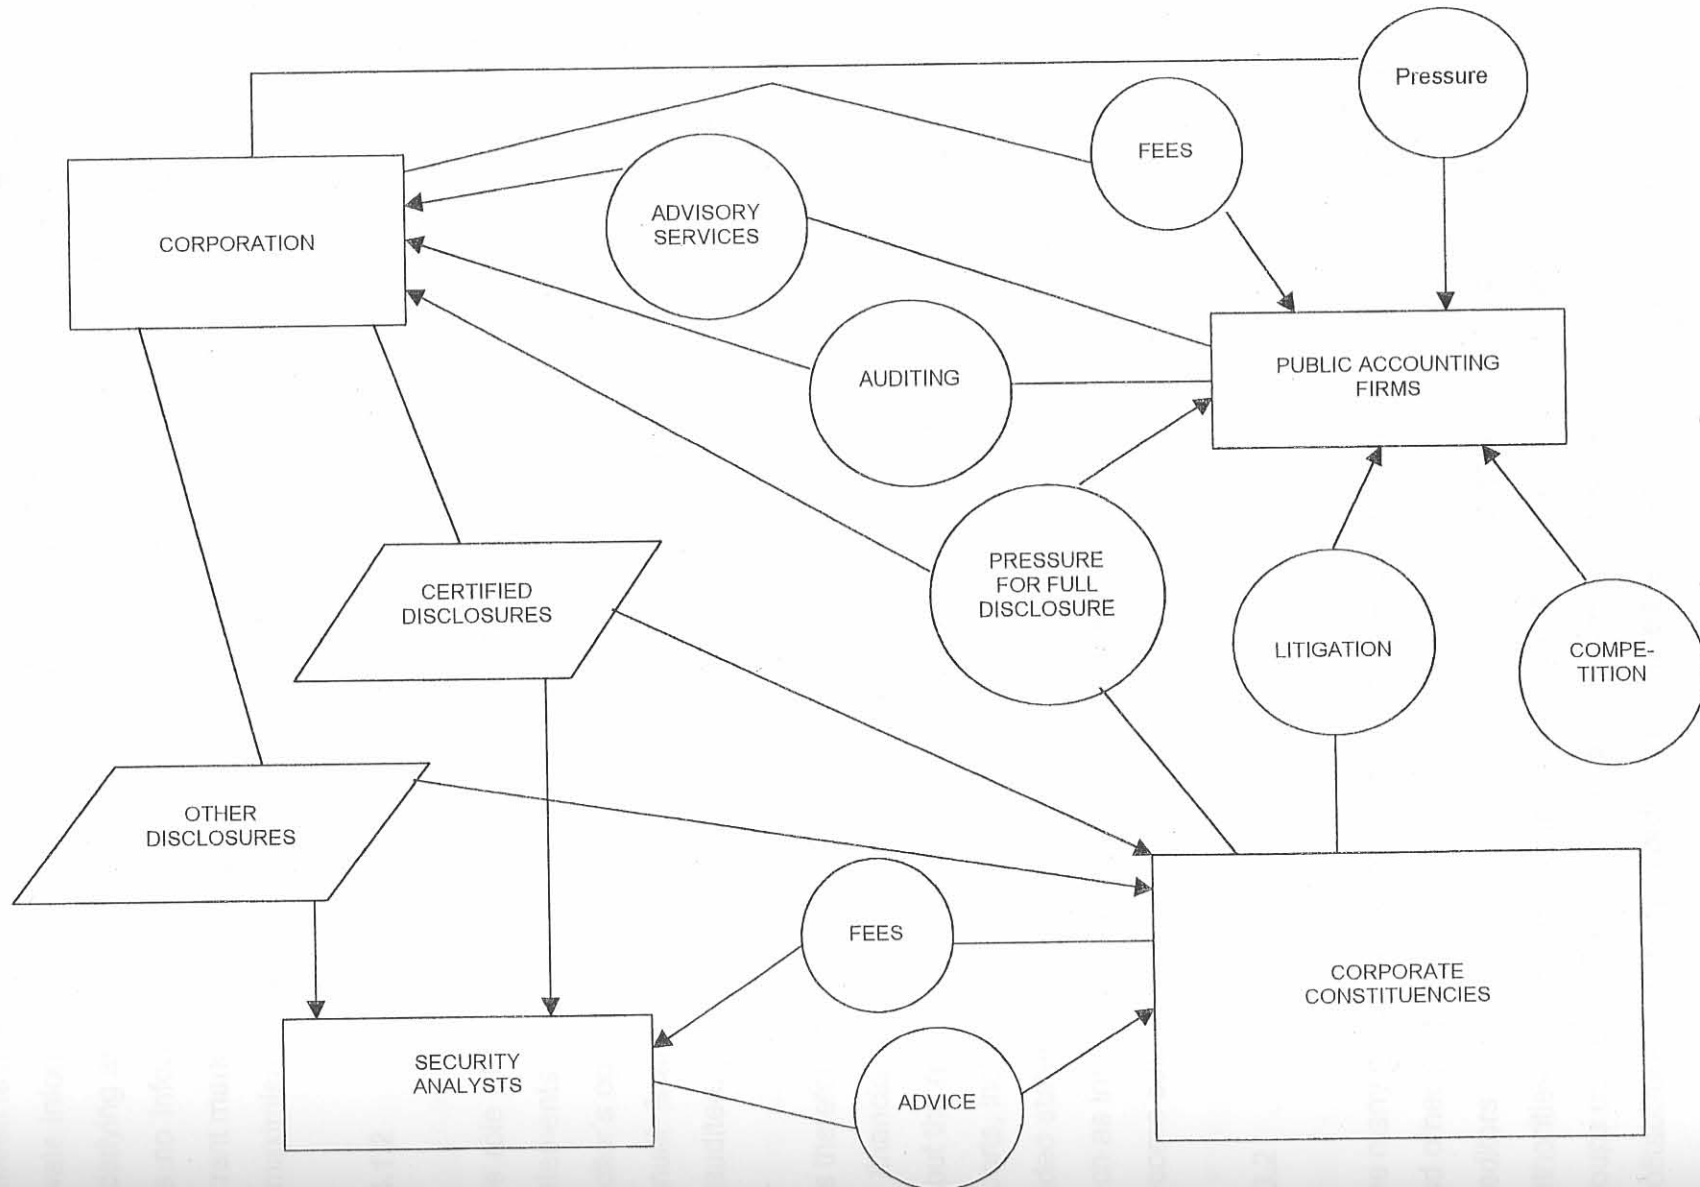 Pressure
FEES
ADVISORY
SERVICES
CORPORATION
PUBLIC ACCOUNTING
FIRMS
AUDITING
PRESSURE
FOR FULL
DISCLOSURE
CERTIFIED
DISCLOSURES
LITIGATION
COMPE-
TITION
OTHER
DISCLOSURES
FEES
CORPORATE
CONSTITUENCIES
SECURITY
ANALYSTS
ADVICE